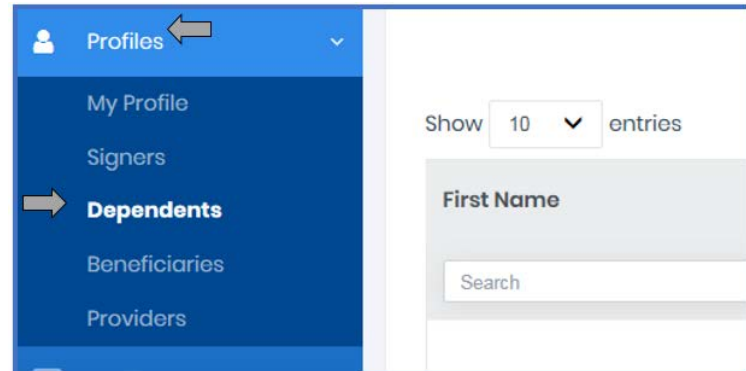 Profiles
My Profile
Signers
Dependents
Beneficiaries
Providers
Show 10 entries
First Name
Search